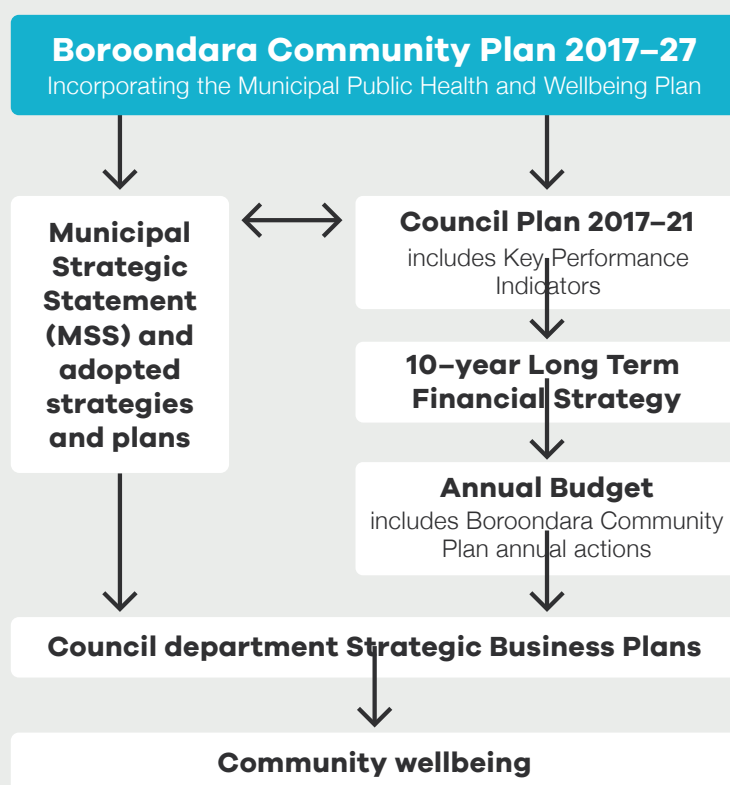 Boroondara Community Plan 2017–27
Incorporating the Municipal Public Health and Wellbeing Plan
Municipal
Strategic
Statement
(MSS) and
adopted
strategies
and plans
Council Plan 2017–21
includes Key Performance
Indicators
10–year Long Term
Financial Strategy
Annual Budget
includes Boroondara Community
Plan annual actions
Council department Strategic Business Plans
Community wellbeing